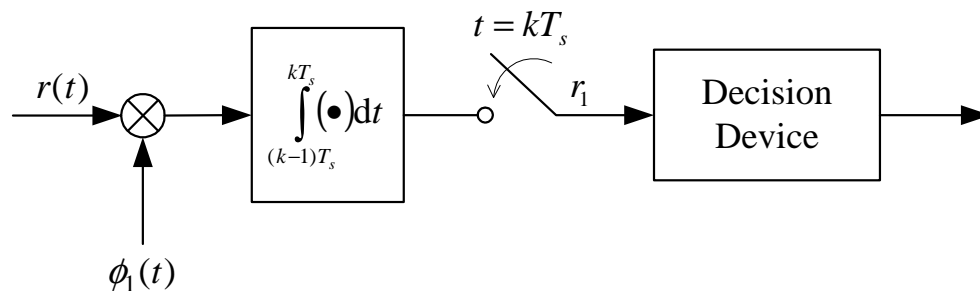 t = kT_s
r(t)
∫_{(k−1)T_s}^{kT_s} (•)dt
r_1
Decision
Device
ϕ_1(t)